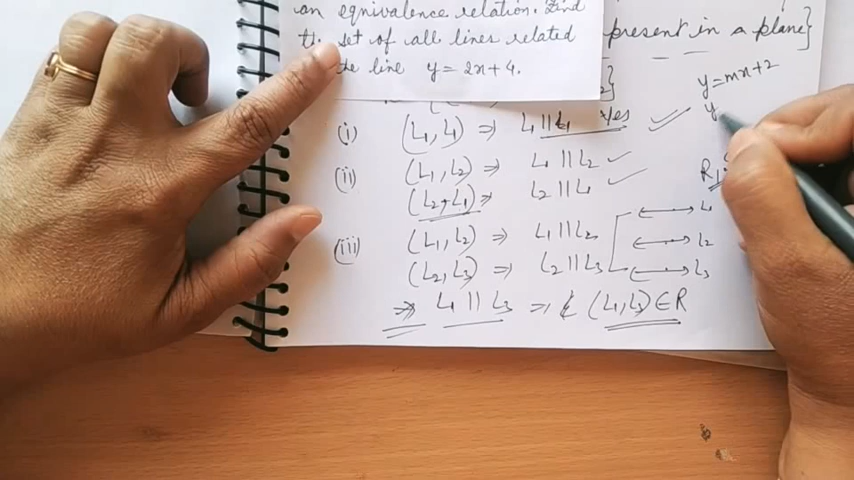 an equivalence relation. Find
the set of all lines related
line y = 2x + 4.
present in a plane}
y = mx + 2
y
(i) (L1, L1) ⇒ L1 || L1 yes
(ii) (L1, L2) ⇒ L1 || L2
(L2, L1) ⇒ L2 || L1
(iii) (L1, L2) ⇒ L1 || L2
(L2, L3) ⇒ L2 || L3
⇒ L1 || L3 ⇒ (L1, L3) ∈ R
L1
L2
L3